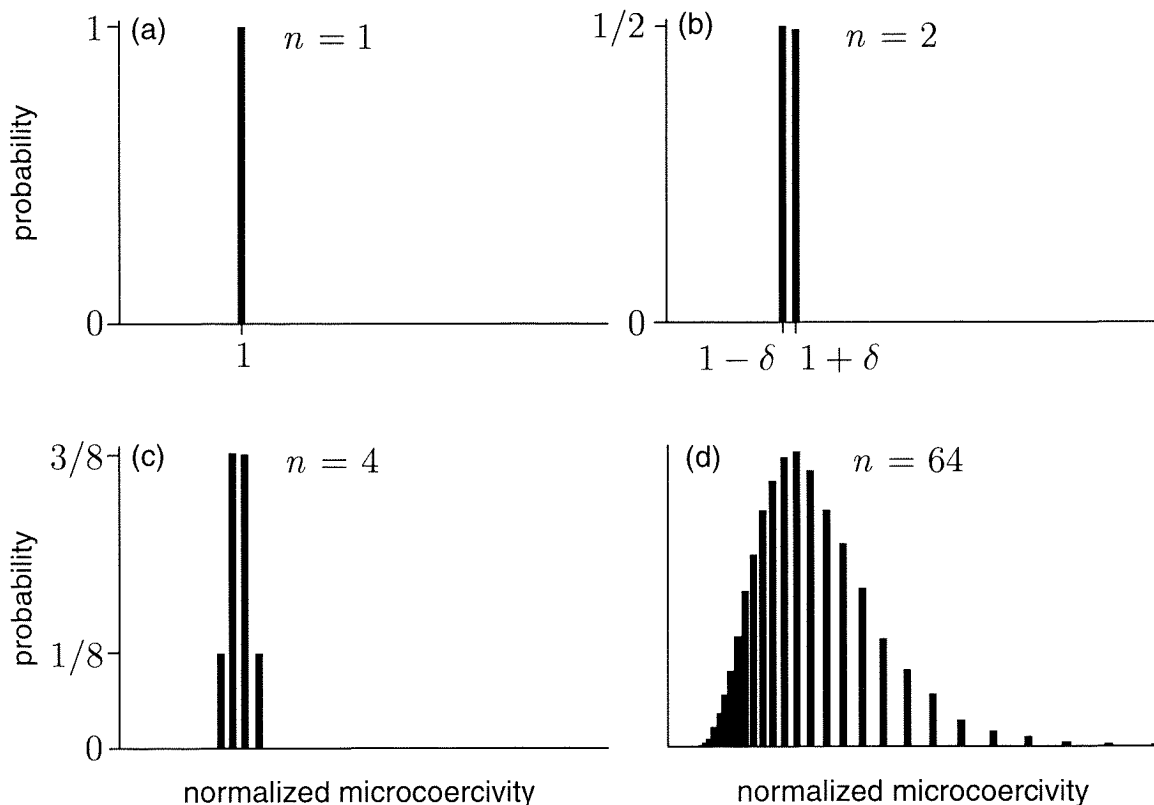 (a)
n = 1
1
0
1
probability
(b)
n = 2
1/2
0
1 − δ
1 + δ
(c)
n = 4
3/8
1/8
0
probability
normalized microcoercivity
(d)
n = 64
normalized microcoercivity